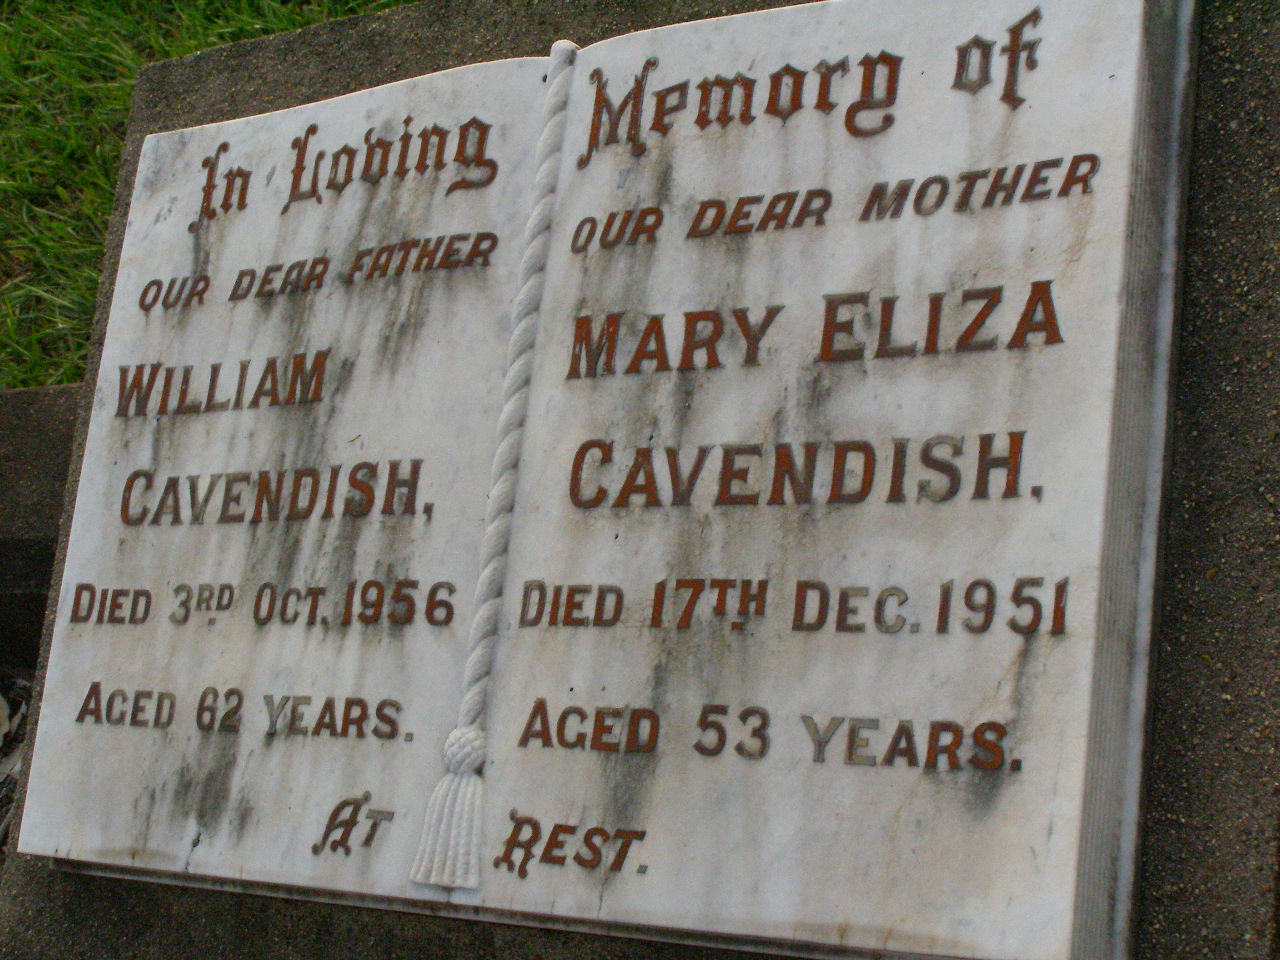 In Loving Memory of
OUR DEAR FATHER
WILLIAM
CAVENDISH,
DIED 3RD OCT. 1956
AGED 62 YEARS.
OUR DEAR MOTHER
MARY ELIZA
CAVENDISH,
DIED 17TH DEC. 1951
AGED 53 YEARS.
AT REST.